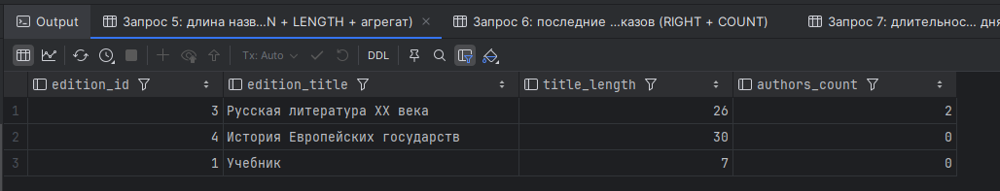 Output Запрос 5: длина назв...N + LENGTH + агрегат) Запрос 6: последние ...казов (RIGHT + COUNT) Запрос 7: длительнос... дня
Tx: Auto DDL
edition_id edition_title title_length authors_count
1 3 Русская литература XX века 26 2
2 4 История Европейских государств 30 0
3 1 Учебник 7 0